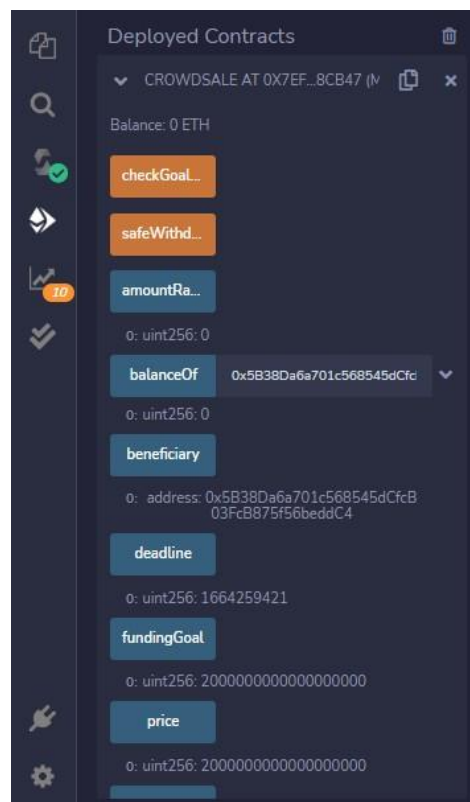 Deployed Contracts
CROWDSALE AT 0X7EF...8CB47 (M
Balance: 0 ETH
checkGoal...
safeWithd...
amountRa...
10
0: uint256: 0
balanceOf 0x5B38Da6a701c568545dCfcl
0: uint256: 0
beneficiary
0: address: 0x5B38Da6a701c568545dCfcB
03FcB875f56beddC4
deadline
0: uint256: 1664259421
fundingGoal
0: uint256: 2000000000000000000
price
0: uint256: 2000000000000000000